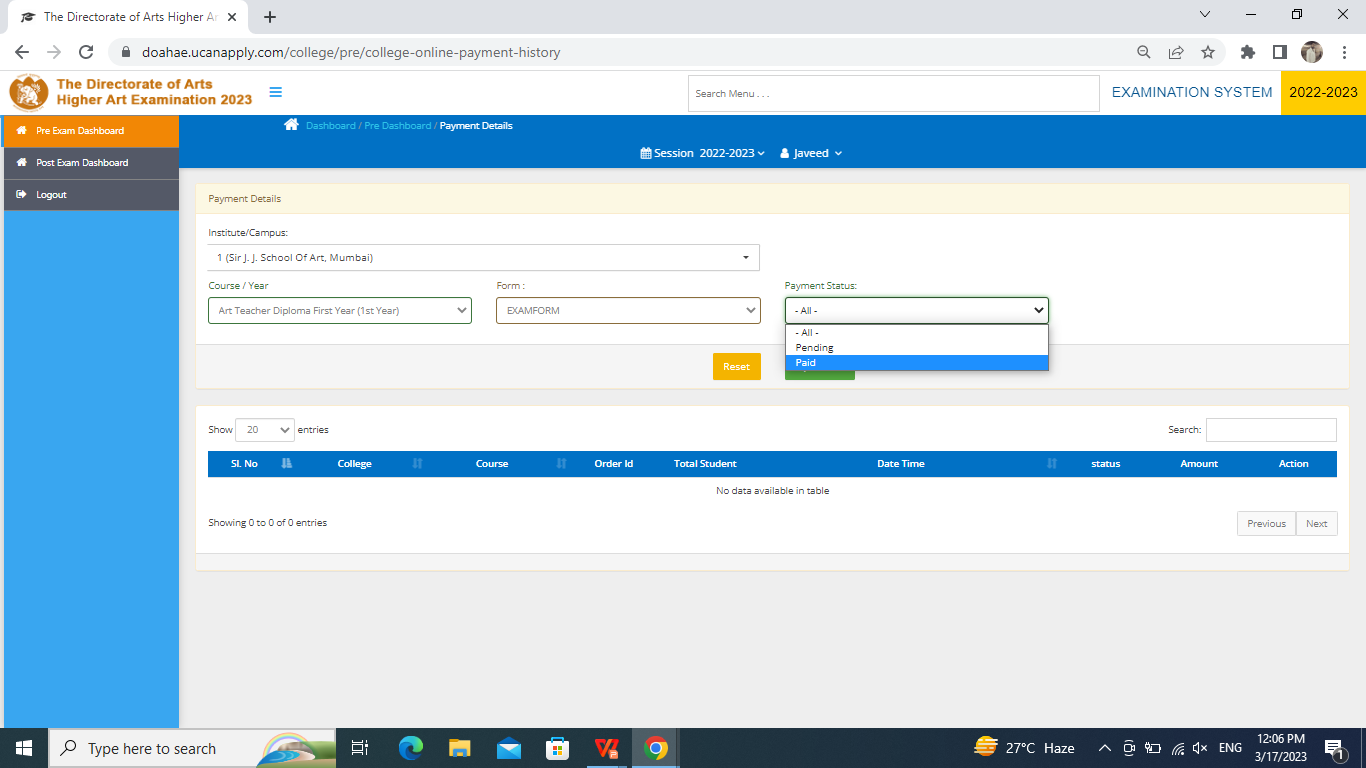 The Directorate of Arts Higher Ar
doahae.ucanapply.com/college/pre/college-online-payment-history
The Directorate of Arts
Higher Art Examination 2023
Search Menu . . .
EXAMINATION SYSTEM
2022-2023
Pre Exam Dashboard
Post Exam Dashboard
Logout
Dashboard / Pre Dashboard / Payment Details
Session 2022-2023
Javeed
Payment Details
Institute/Campus:
1 (Sir J. J. School Of Art, Mumbai)
Course / Year
Form :
Payment Status:
Art Teacher Diploma First Year (1st Year)
EXAMFORM
- All -
- All -
Pending
Paid
Reset
Show 20 entries
Search:
Sl. No
College
Course
Order Id
Total Student
Date Time
status
Amount
Action
No data available in table
Showing 0 to 0 of 0 entries
Previous
Next
Type here to search
27°C Haze
ENG
12:06 PM
3/17/2023
1